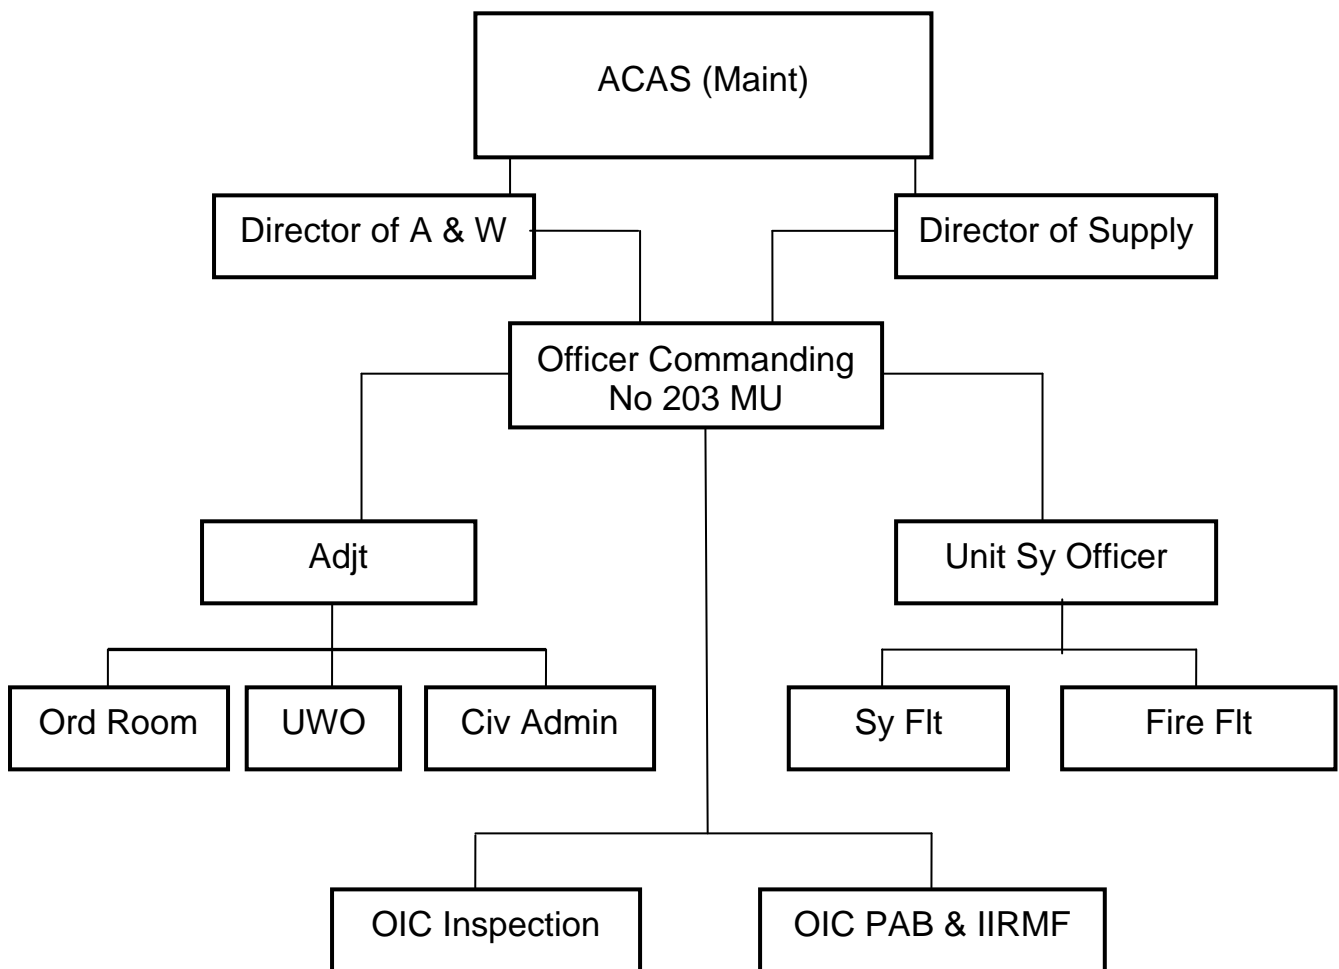 ACAS (Maint)
Director of A & W
Director of Supply
Officer Commanding
No 203 MU
Adjt
Unit Sy Officer
Ord Room
UWO
Civ Admin
Sy Flt
Fire Flt
OIC Inspection
OIC PAB & IIRMF